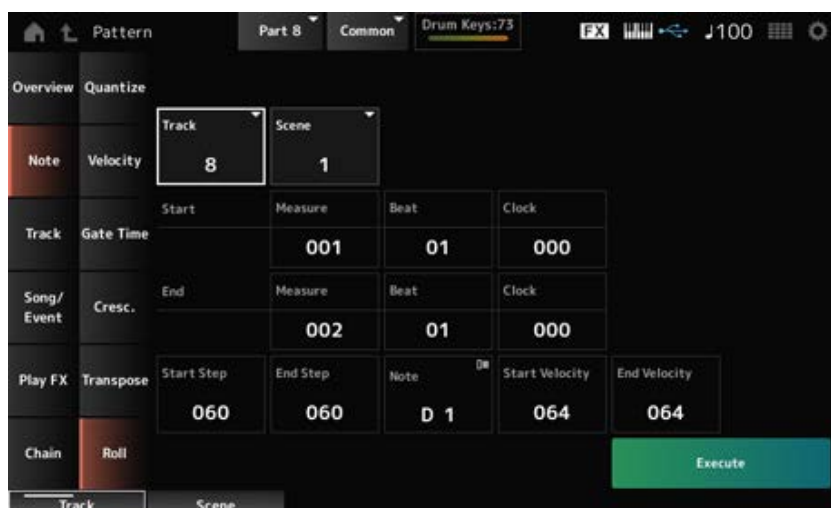 Pattern
Part 8
Common
Drum Keys:73
FX
♩100
Overview
Quantize
Track
8
Scene
1
Note
Velocity
Start
Measure
001
Beat
01
Clock
000
Track
Gate Time
End
Measure
002
Beat
01
Clock
000
Song/
Event
Cresc.
Start Step
060
End Step
060
Note
D 1
Start Velocity
064
End Velocity
064
Play FX
Transpose
Chain
Roll
Execute
Track
Scene